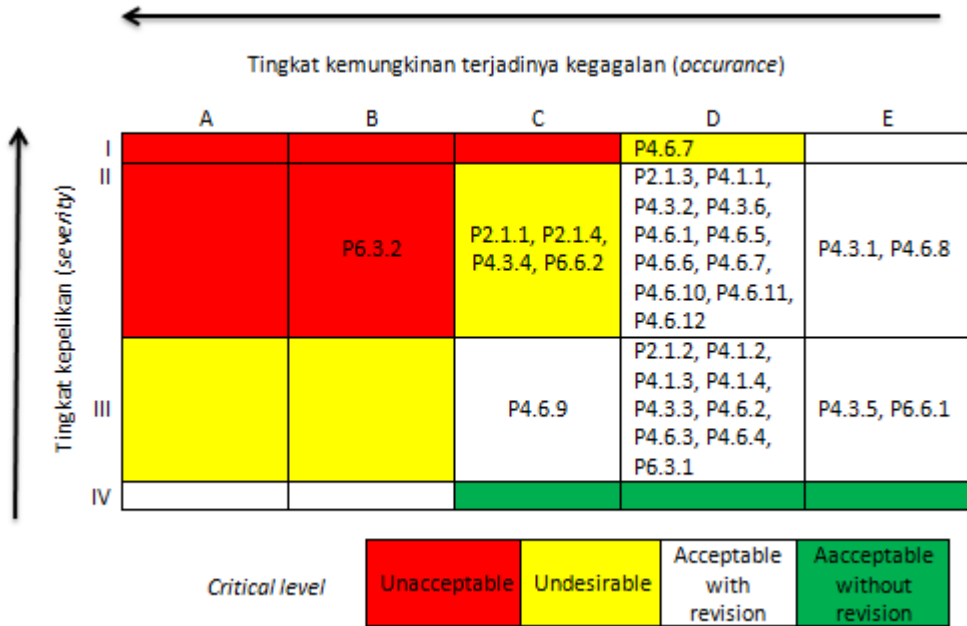 Tingkat kemungkinan terjadinya kegagalan (occurance)
A B C D E
Tingkat kepelikan (severity)
I
P4.6.7
II
P6.3.2
P2.1.1, P2.1.4,
P4.3.4, P6.6.2
P2.1.3, P4.1.1,
P4.3.2, P4.3.6,
P4.6.1, P4.6.5,
P4.6.6, P4.6.7,
P4.6.10, P4.6.11,
P4.6.12
P4.3.1, P4.6.8
III
P4.6.9
P2.1.2, P4.1.2,
P4.1.3, P4.1.4,
P4.3.3, P4.6.2,
P4.6.3, P4.6.4,
P6.3.1
P4.3.5, P6.6.1
IV
Critical level
Unacceptable
Undesirable
Acceptable
with
revision
Aacceptable
without
revision